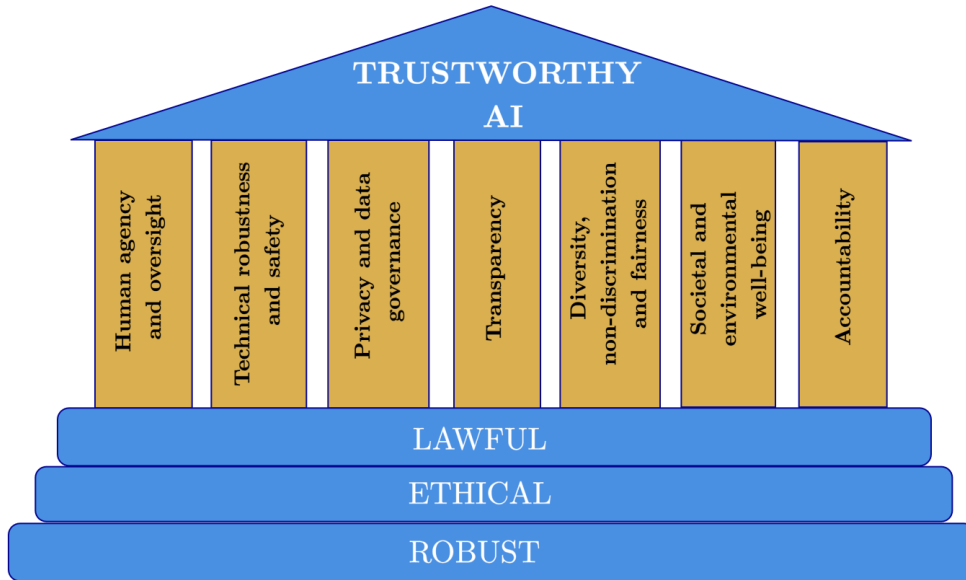 TRUSTWORTHY
AI
Human agency
and oversight
Technical robustness
and safety
Privacy and data
governance
Transparency
Diversity,
non-discrimination
and fairness
Societal and
environmental
well-being
Accountability
LAWFUL
ETHICAL
ROBUST